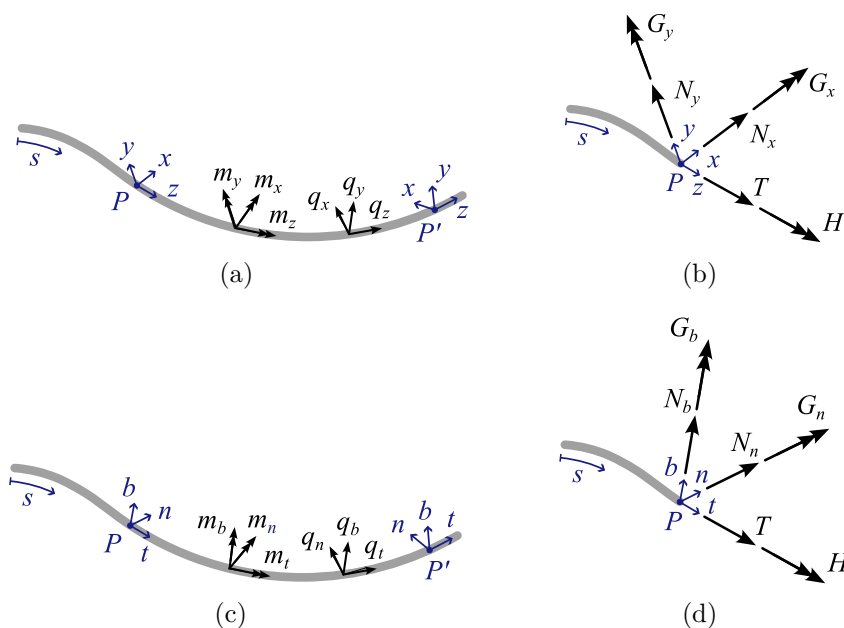 G_y
N_y
G_x
N_x
y
x
s
P
z
T
H
y
x
s
P
z
m_y
m_x
m_z
q_x
q_y
q_z
x
y
z
P'
(a)
(b)
G_b
N_b
G_n
N_n
b
n
s
P
t
T
H
b
n
s
P
t
m_b
m_n
m_t
q_n
q_b
q_t
n
b
t
P'
(c)
(d)